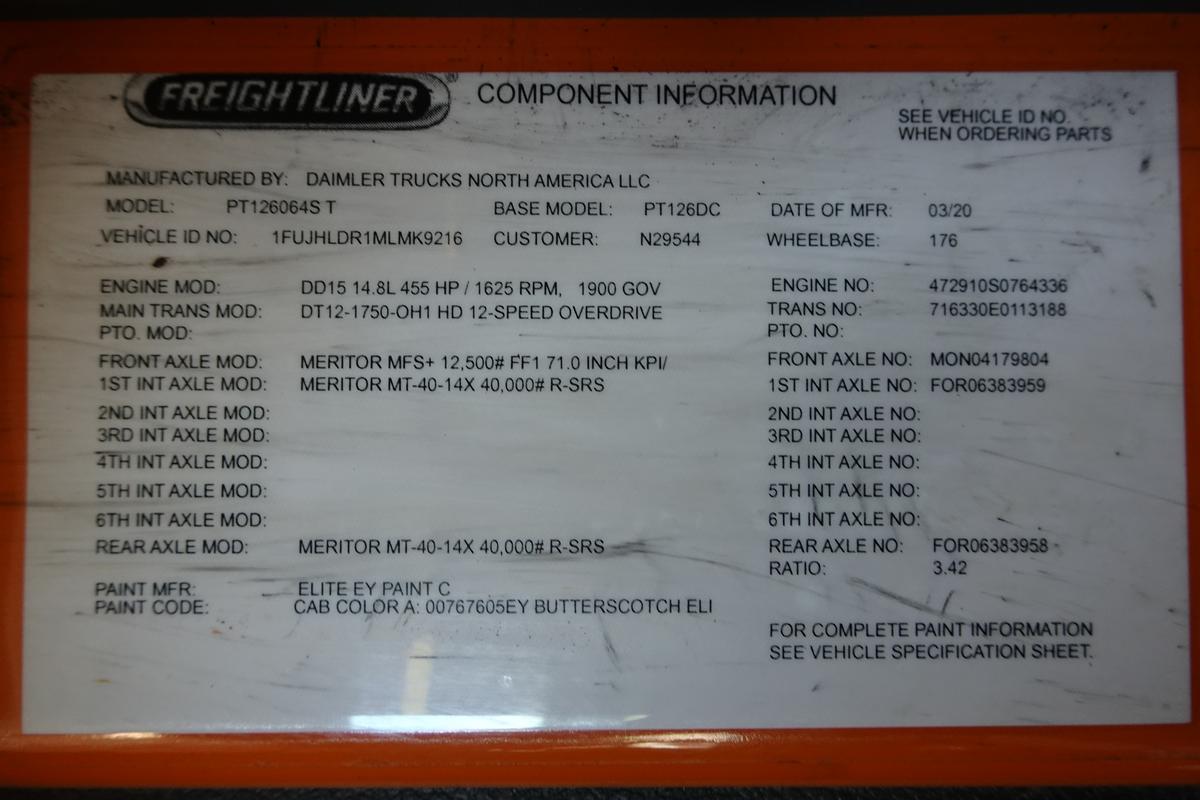 FREIGHTLINER® COMPONENT INFORMATION
SEE VEHICLE ID NO.
WHEN ORDERING PARTS
MANUFACTURED BY: DAIMLER TRUCKS NORTH AMERICA LLC
MODEL: PT126064S T BASE MODEL: PT126DC DATE OF MFR: 03/20
VEHICLE ID NO: 1FUJHLDR1MLMK9216 CUSTOMER: N29544 WHEELBASE: 176
ENGINE MOD: DD15 14.8L 455 HP / 1625 RPM, 1900 GOV ENGINE NO: 472910S0764336
MAIN TRANS MOD: DT12-1750-OH1 HD 12-SPEED OVERDRIVE TRANS NO: 716330E0113188
PTO. MOD: PTO. NO:
FRONT AXLE MOD: MERITOR MFS+ 12,500# FF1 71.0 INCH KPI/ FRONT AXLE NO: MON04179804
1ST INT AXLE MOD: MERITOR MT-40-14X 40,000# R-SRS 1ST INT AXLE NO: FOR06383959
2ND INT AXLE MOD: 2ND INT AXLE NO:
3RD INT AXLE MOD: 3RD INT AXLE NO:
4TH INT AXLE MOD: 4TH INT AXLE NO:
5TH INT AXLE MOD: 5TH INT AXLE NO:
6TH INT AXLE MOD: 6TH INT AXLE NO:
REAR AXLE MOD: MERITOR MT-40-14X 40,000# R-SRS REAR AXLE NO: FOR06383958
RATIO: 3.42
PAINT MFR: ELITE EY PAINT C
PAINT CODE: CAB COLOR A: 00767605EY BUTTERSCOTCH ELI
FOR COMPLETE PAINT INFORMATION
SEE VEHICLE SPECIFICATION SHEET.